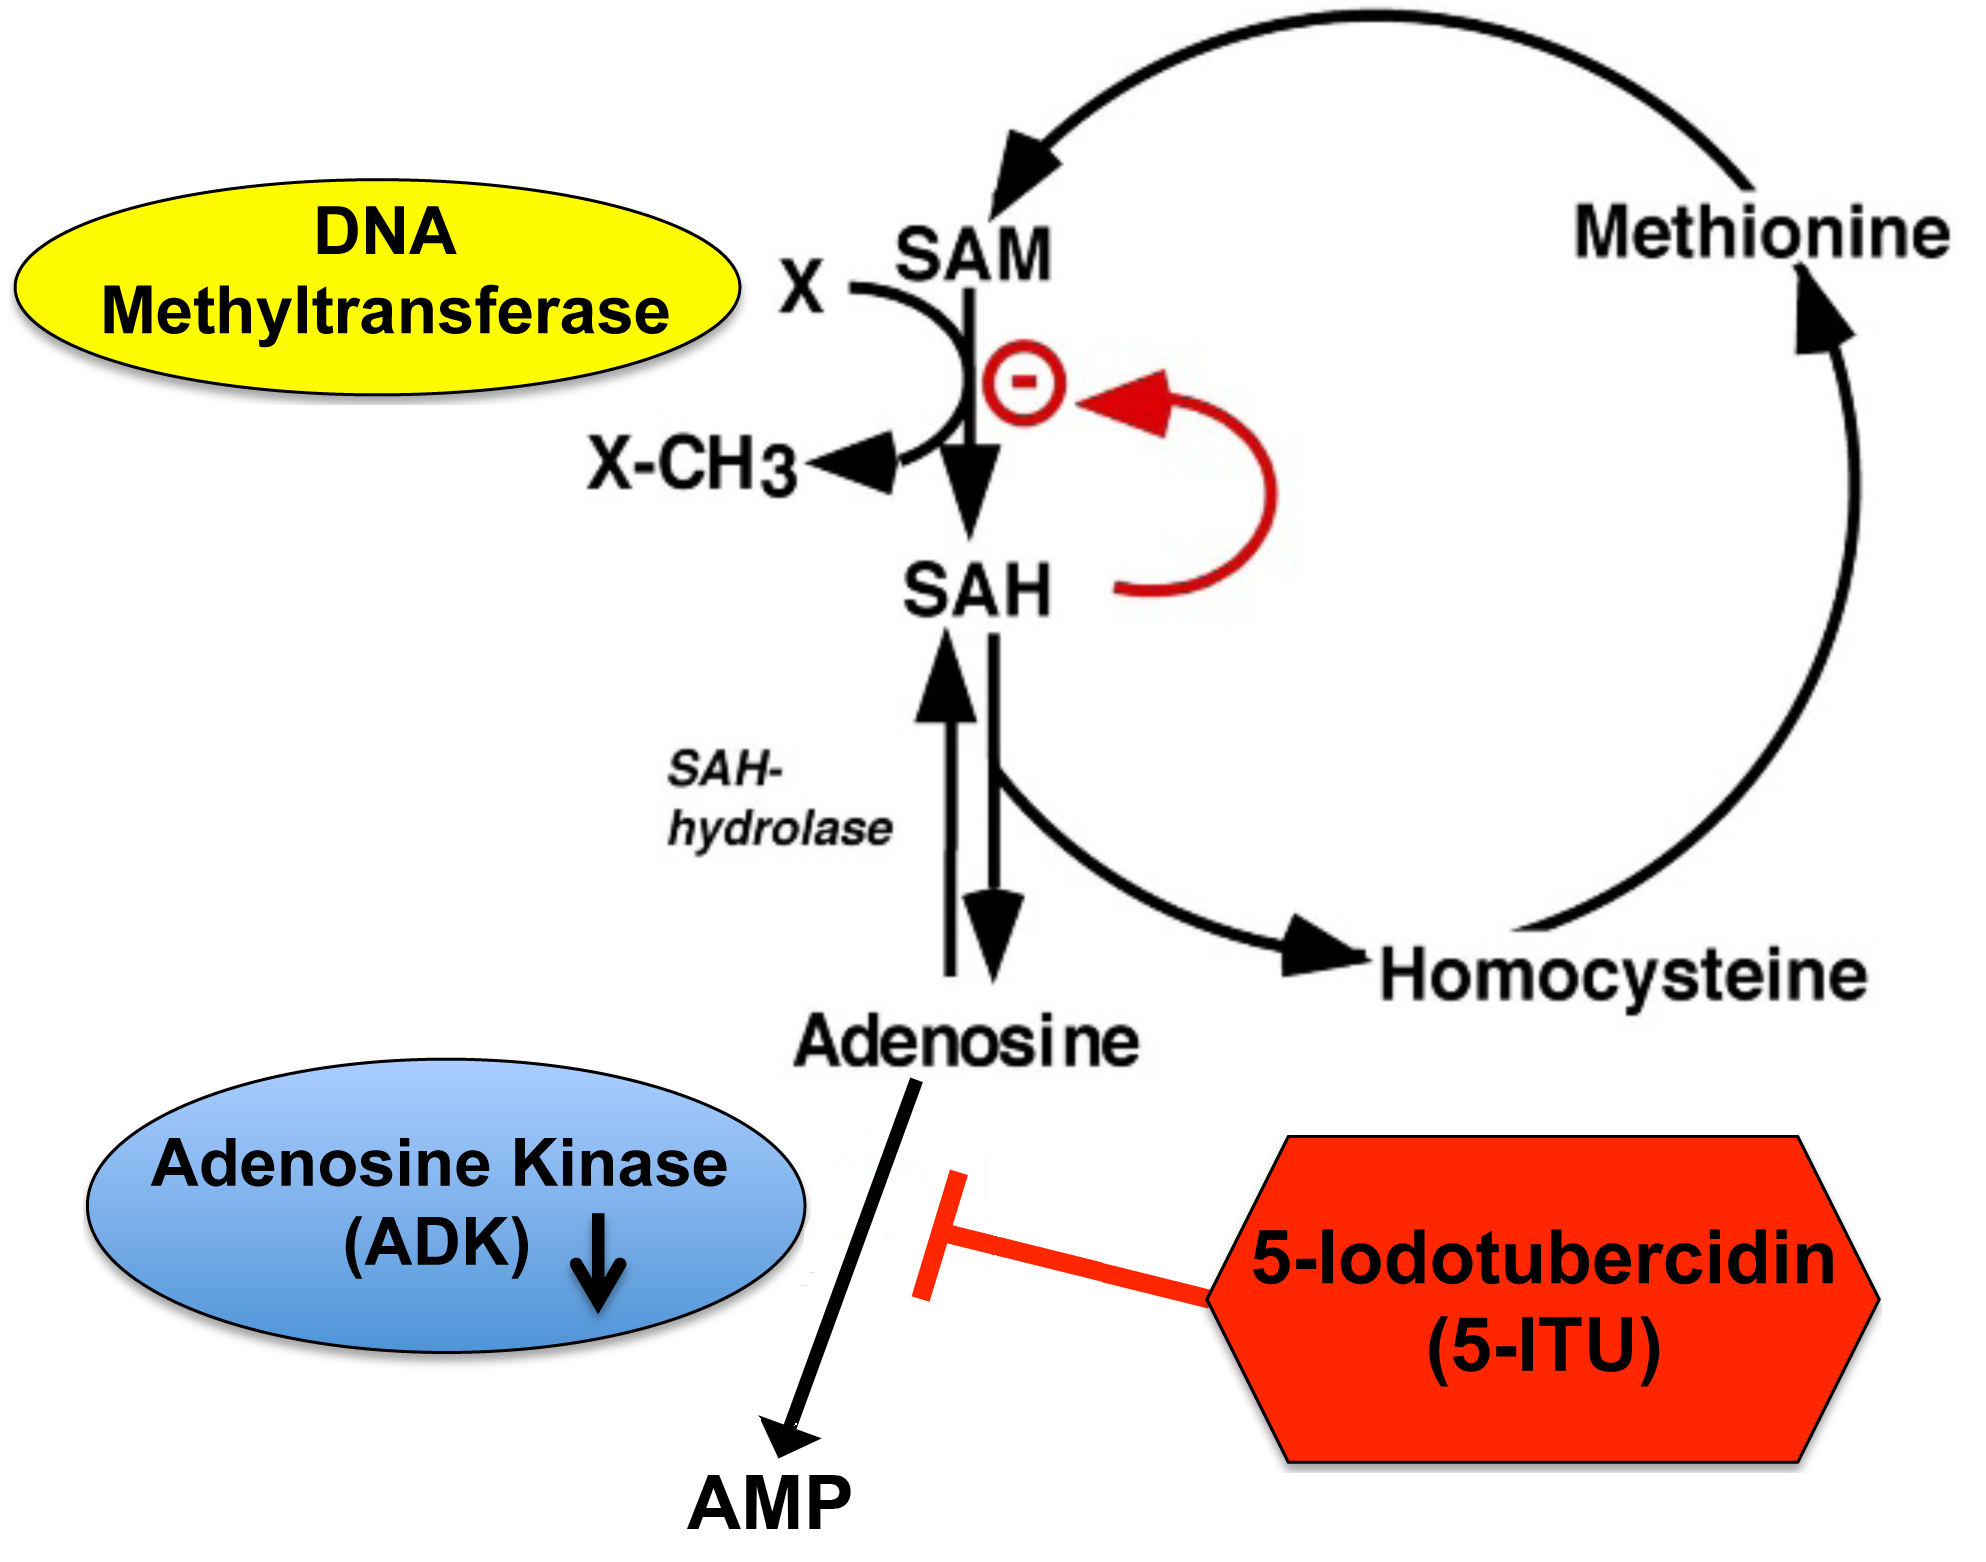 DNA
Methyltransferase
X
SAM
Methionine
-
X-CH3
SAH
SAH-
hydrolase
Homocysteine
Adenosine
Adenosine Kinase
(ADK)
5-Iodotubercidin
(5-ITU)
AMP